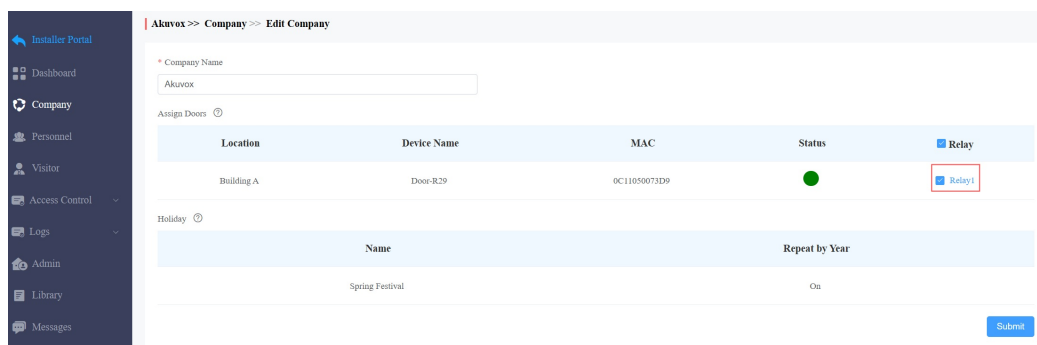 Akuvox >> Company >> Edit Company
Installer Portal
Dashboard
Company
Personnel
Visitor
Access Control
Logs
Admin
Library
Messages
* Company Name
Akuvox
Assign Doors ?
Location Device Name MAC Status Relay
Building A Door-R29 0C11050073D9 Relay1
Holiday ?
Name Repeat by Year
Spring Festival On
Submit